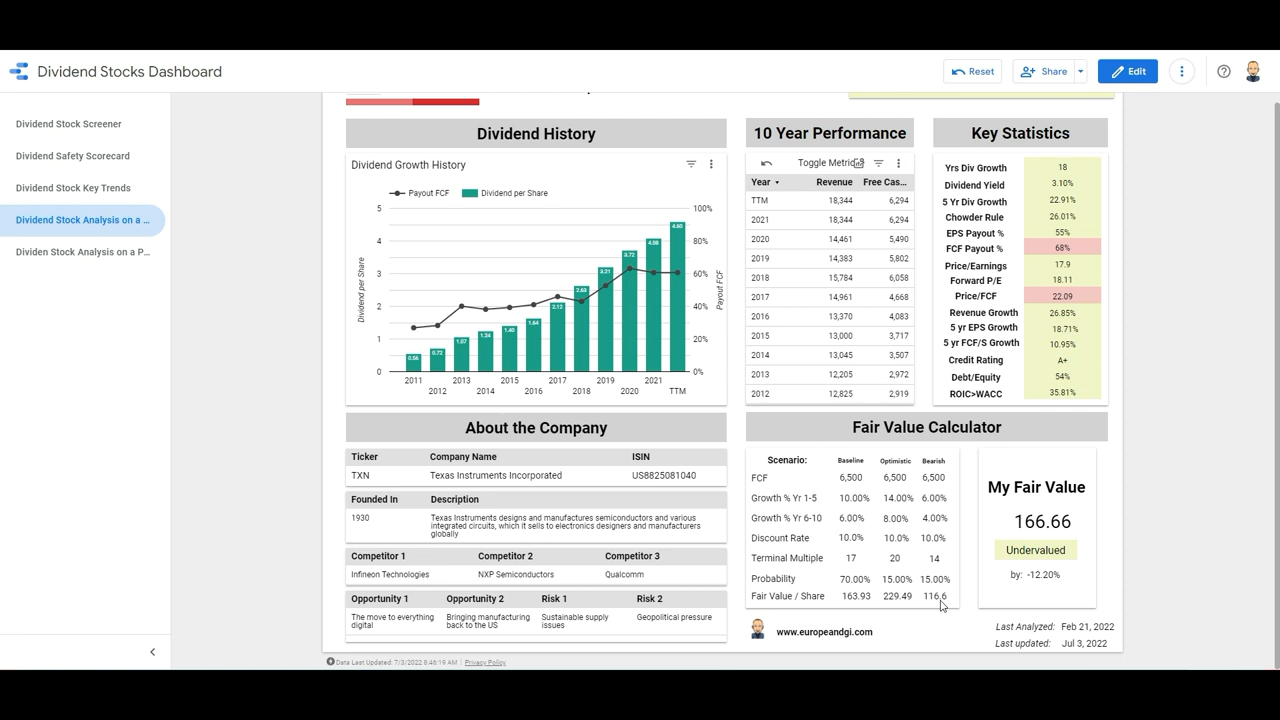 Dividend Stocks Dashboard
Reset
Share
Edit
Dividend Stock Screener
Dividend Safety Scorecard
Dividend Stock Key Trends
Dividend Stock Analysis on a ...
Dividen Stock Analysis on a P...
Dividend History
Dividend Growth History
Payout FCF
Dividend per Share
Dividend per Share
5
4
3
2
1
0
100%
80%
60%
40%
20%
0%
Payout FCF
0.56
0.72
1.07
1.24
1.40
1.64
2.12
2.63
3.21
3.72
4.08
4.60
2011
2012
2013
2014
2015
2016
2017
2018
2019
2020
2021
TTM
10 Year Performance
Toggle Metric
Year Revenue Free Cas...
TTM 18,344 6,294
2021 18,344 6,294
2020 14,461 5,490
2019 14,383 5,802
2018 15,784 6,058
2017 14,961 4,668
2016 13,370 4,083
2015 13,000 3,717
2014 13,045 3,507
2013 12,205 2,972
2012 12,825 2,919
Key Statistics
Yrs Div Growth 18
Dividend Yield 3.10%
5 Yr Div Growth 22.91%
Chowder Rule 26.01%
EPS Payout % 55%
FCF Payout % 68%
Price/Earnings 17.9
Forward P/E 18.11
Price/FCF 22.09
Revenue Growth 26.85%
5 yr EPS Growth 18.71%
5 yr FCF/S Growth 10.95%
Credit Rating A+
Debt/Equity 54%
ROIC>WACC 35.81%
About the Company
Ticker Company Name ISIN
TXN Texas Instruments Incorporated US8825081040
Founded In Description
1930 Texas Instruments designs and manufactures semiconductors and various
integrated circuits, which it sells to electronics designers and manufacturers
globally
Competitor 1 Competitor 2 Competitor 3
Infineon Technologies NXP Semiconductors Qualcomm
Opportunity 1 Opportunity 2 Risk 1 Risk 2
The move to everything Bringing manufacturing Sustainable supply Geopolitical pressure
digital back to the US issues
Fair Value Calculator
Scenario: Baseline Optimistic Bearish
FCF 6,500 6,500 6,500
Growth % Yr 1-5 10.00% 14.00% 6.00%
Growth % Yr 6-10 6.00% 8.00% 4.00%
Discount Rate 10.0% 10.0% 10.0%
Terminal Multiple 17 20 14
Probability 70.00% 15.00% 15.00%
Fair Value / Share 163.93 229.49 116.6
My Fair Value
166.66
Undervalued
by: -12.20%
www.europeandgi.com
Last Analyzed: Feb 21, 2022
Last updated: Jul 3, 2022
Data Last Updated: 7/3/2022 8:46:19 AM
Privacy Policy